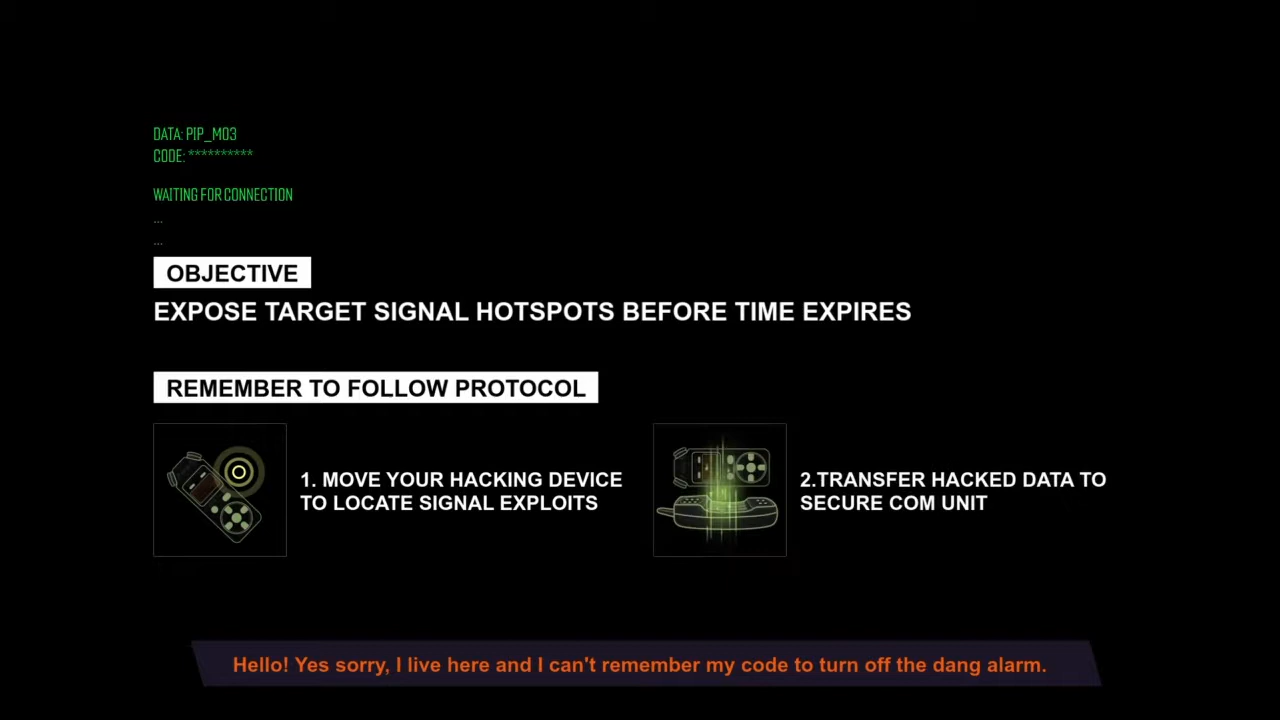 DATA: PIP_M03
CODE: **********
WAITING FOR CONNECTION
...
...
OBJECTIVE
EXPOSE TARGET SIGNAL HOTSPOTS BEFORE TIME EXPIRES
REMEMBER TO FOLLOW PROTOCOL
1. MOVE YOUR HACKING DEVICE
TO LOCATE SIGNAL EXPLOITS
2.TRANSFER HACKED DATA TO
SECURE COM UNIT
Hello! Yes sorry, I live here and I can't remember my code to turn off the dang alarm.